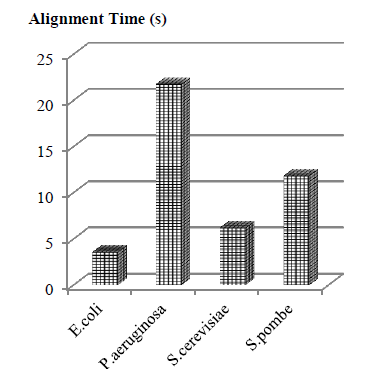 Alignment Time (s)
25
20
15
10
5
0
E.coli
P.aeruginosa
S.cerevisiae
S.pombe